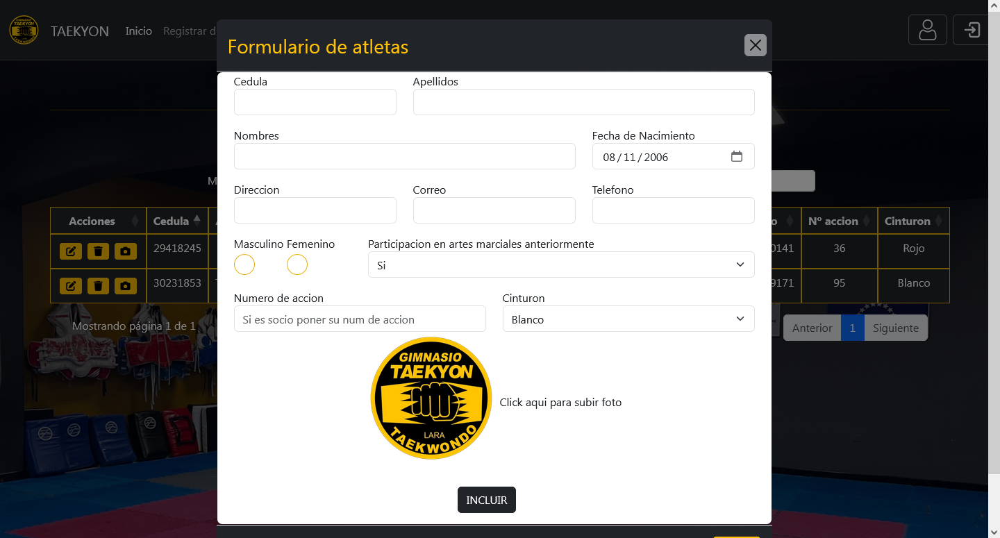 TAEKYON Inicio Registrar d
Formulario de atletas
Cedula Apellidos
Nombres Fecha de Nacimiento
08/11/2006
M
Direccion Correo Telefono
Acciones Cedula o Nº accion Cinturon
Masculino Femenino Participacion en artes marciales anteriormente
29418245 0141 36 Rojo
Si
30231853 9171 95 Blanco
Numero de accion Cinturon
Si es socio poner su num de accion Blanco
Mostrando página 1 de 1 Anterior 1 Siguiente
GIMNASIO
TAEKYON
LARA
TAEKWONDO
Click aqui para subir foto
INCLUIR